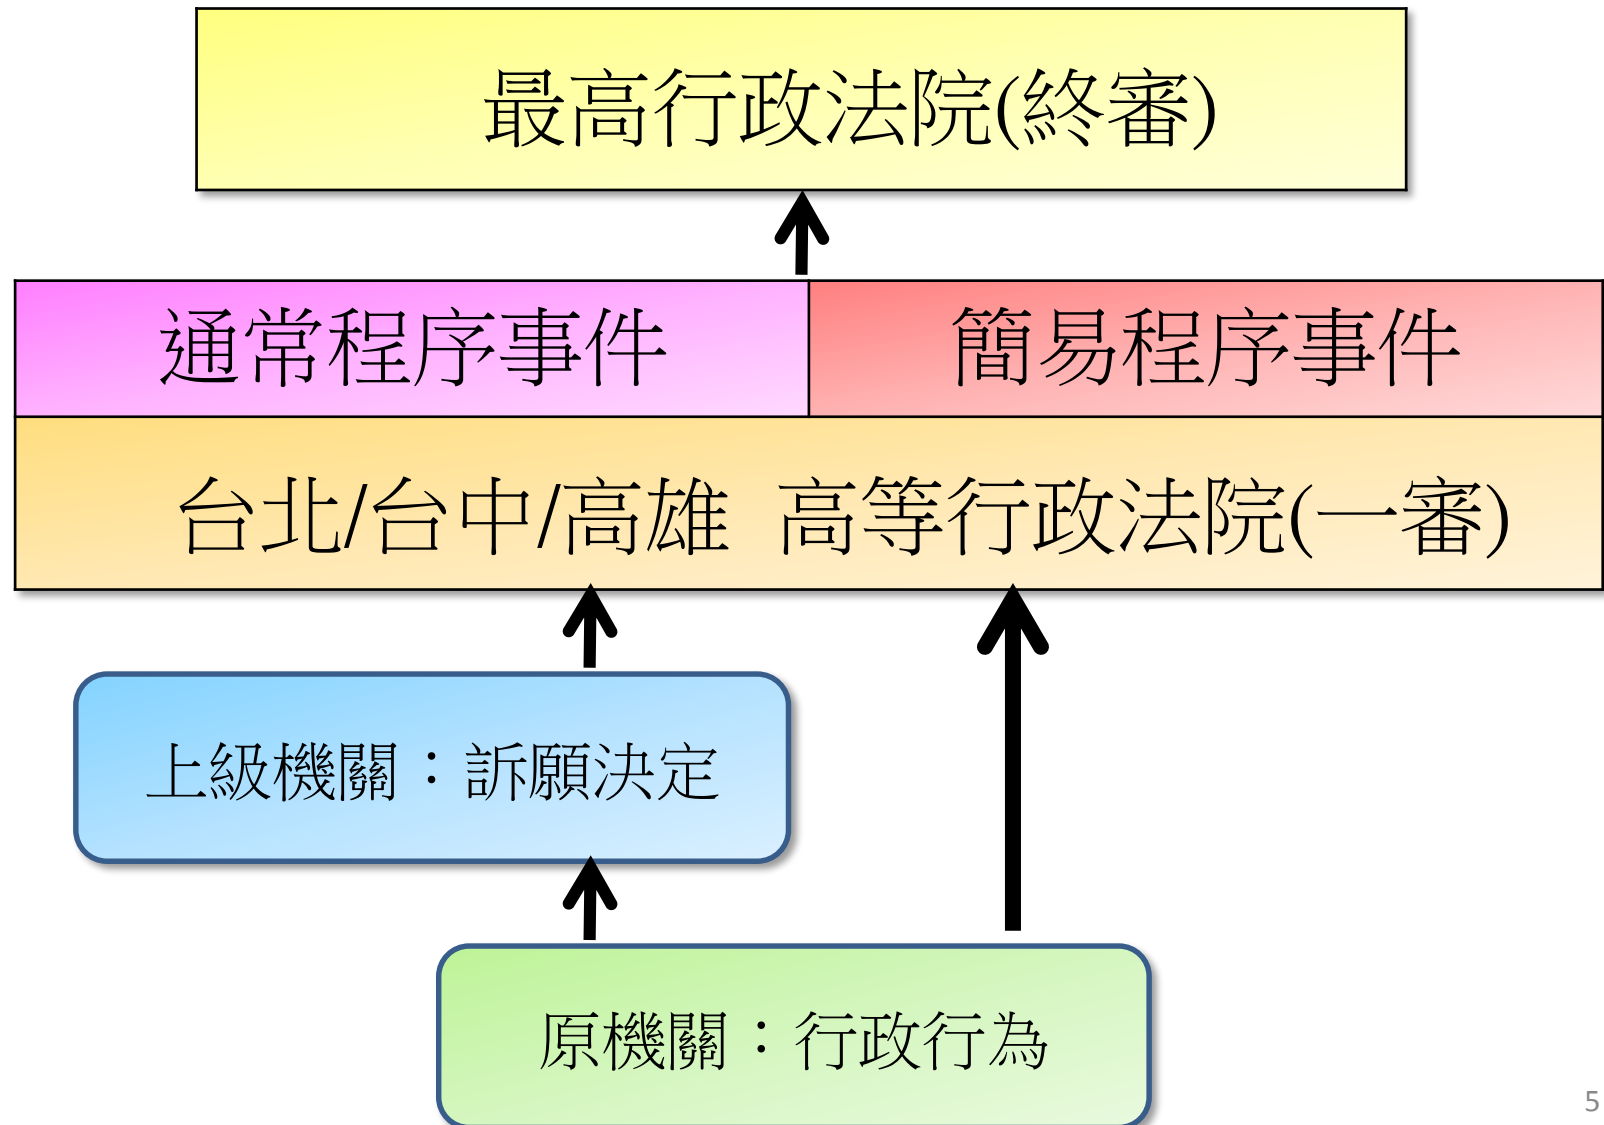 最高行政法院(終審)
通常程序事件
簡易程序事件
台北/台中/高雄 高等行政法院(一審)
上級機關：訴願決定
原機關：行政行為
5